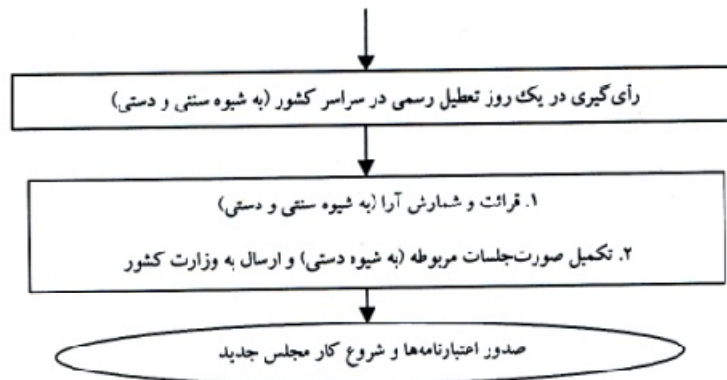 رأی‌گیری در یک روز تعطیل رسمی در سراسر کشور (به شیوه سنتی و دستی)
۱. قرائت و شمارش آرا (به شیوه سنتی و دستی)
۲. تکمیل صورت‌جلسات مربوطه (به شیوه دستی) و ارسال به وزارت کشور
صدور اعتبارنامه‌ها و شروع کار مجلس جدید